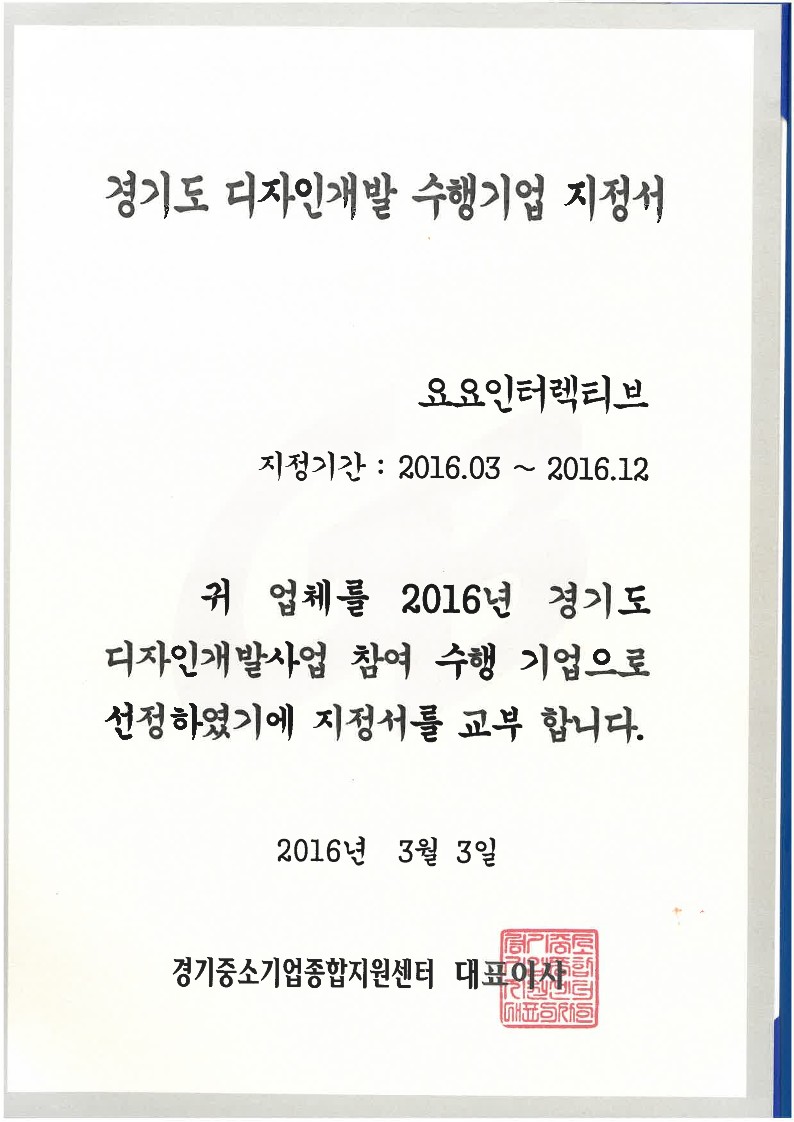 경기도 디자인개발 수행기업 지정서
요요인터렉티브
지정기간 : 2016.03 ~ 2016.12
귀 업체를 2016년 경기도
디자인개발사업 참여 수행 기업으로
선정하였기에 지정서를 교부 합니다.
2016년 3월 3일
경기중소기업종합지원센터 대표이사